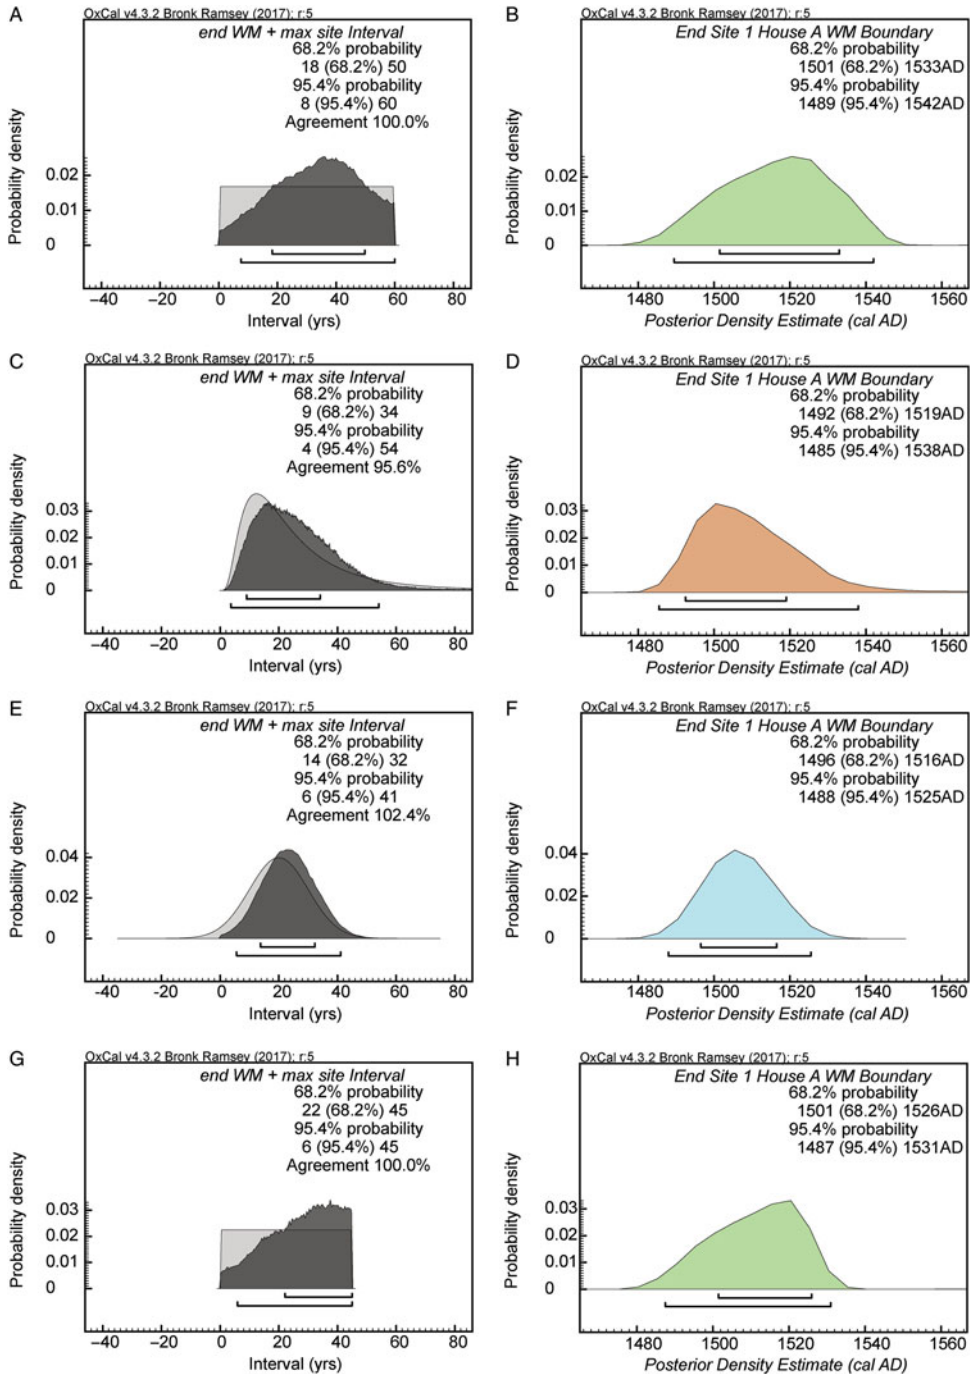 A
OxCal v4.3.2 Bronk Ramsey (2017); r:5
end WM + max site Interval
68.2% probability
18 (68.2%) 50
95.4% probability
8 (95.4%) 60
Agreement 100.0%
Probability density
0.02
0.01
0
−40 −20 0 20 40 60 80
Interval (yrs)
B
OxCal v4.3.2 Bronk Ramsey (2017); r:5
End Site 1 House A WM Boundary
68.2% probability
1501 (68.2%) 1533AD
95.4% probability
1489 (95.4%) 1542AD
Probability density
0.02
0.01
0
1480 1500 1520 1540 1560
Posterior Density Estimate (cal AD)
C
OxCal v4.3.2 Bronk Ramsey (2017); r:5
end WM + max site Interval
68.2% probability
9 (68.2%) 34
95.4% probability
4 (95.4%) 54
Agreement 95.6%
Probability density
0.03
0.02
0.01
0
−40 −20 0 20 40 60 80
Interval (yrs)
D
OxCal v4.3.2 Bronk Ramsey (2017); r:5
End Site 1 House A WM Boundary
68.2% probability
1492 (68.2%) 1519AD
95.4% probability
1485 (95.4%) 1538AD
Probability density
0.03
0.02
0.01
0
1480 1500 1520 1540 1560
Posterior Density Estimate (cal AD)
E
OxCal v4.3.2 Bronk Ramsey (2017); r:5
end WM + max site Interval
68.2% probability
14 (68.2%) 32
95.4% probability
6 (95.4%) 41
Agreement 102.4%
Probability density
0.04
0.02
0
−40 −20 0 20 40 60 80
Interval (yrs)
F
OxCal v4.3.2 Bronk Ramsey (2017); r:5
End Site 1 House A WM Boundary
68.2% probability
1496 (68.2%) 1516AD
95.4% probability
1488 (95.4%) 1525AD
Probability density
0.04
0.02
0
1480 1500 1520 1540 1560
Posterior Density Estimate (cal AD)
G
OxCal v4.3.2 Bronk Ramsey (2017); r:5
end WM + max site Interval
68.2% probability
22 (68.2%) 45
95.4% probability
6 (95.4%) 45
Agreement 100.0%
Probability density
0.03
0.02
0.01
0
−40 −20 0 20 40 60 80
Interval (yrs)
H
OxCal v4.3.2 Bronk Ramsey (2017); r:5
End Site 1 House A WM Boundary
68.2% probability
1501 (68.2%) 1526AD
95.4% probability
1487 (95.4%) 1531AD
Probability density
0.03
0.02
0.01
0
1480 1500 1520 1540 1560
Posterior Density Estimate (cal AD)